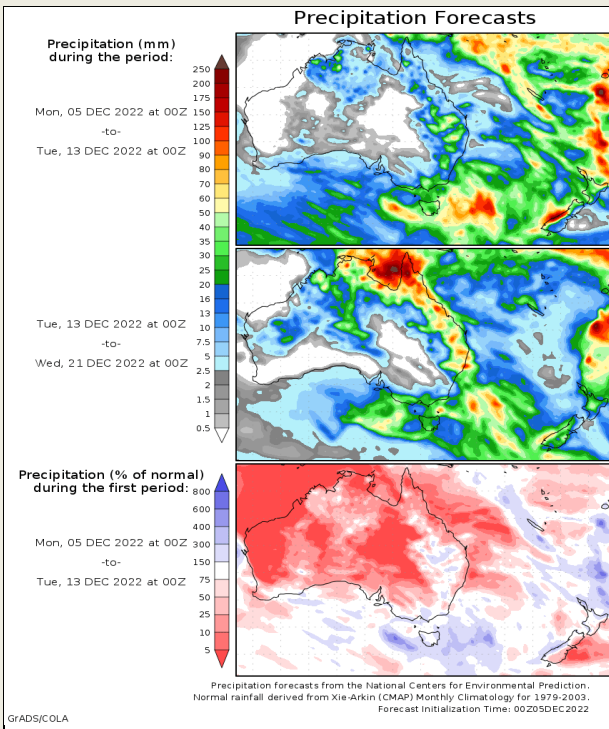 Precipitation Forecasts
Precipitation (mm)
during the period:
Mon, 05 DEC 2022 at 00Z
-to-
Tue, 13 DEC 2022 at 00Z
250
200
175
150
125
100
90
80
70
60
50
40
35
30
25
20
16
13
10
7.5
5
2.5
2
1.5
1
0.5
Tue, 13 DEC 2022 at 00Z
-to-
Wed, 21 DEC 2022 at 00Z
Precipitation (% of normal)
during the first period:
Mon, 05 DEC 2022 at 00Z
-to-
Tue, 13 DEC 2022 at 00Z
800
600
400
300
150
75
50
25
10
5
Precipitation forecasts from the National Centers for Environmental Prediction.
Normal rainfall derived from Xie-Arkin (CMAP) Monthly Climatology for 1979-2003.
Forecast Initialization Time: 00Z05DEC2022
GrADS/COLA